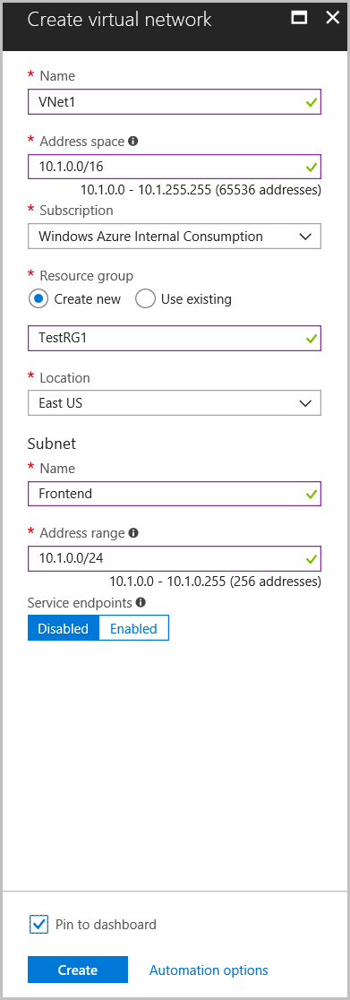 Create virtual network
* Name
VNet1
* Address space
10.1.0.0/16
10.1.0.0 - 10.1.255.255 (65536 addresses)
* Subscription
Windows Azure Internal Consumption
* Resource group
Create new Use existing
TestRG1
* Location
East US
Subnet
* Name
Frontend
* Address range
10.1.0.0/24
10.1.0.0 - 10.1.0.255 (256 addresses)
Service endpoints
Disabled Enabled
Pin to dashboard
Create Automation options